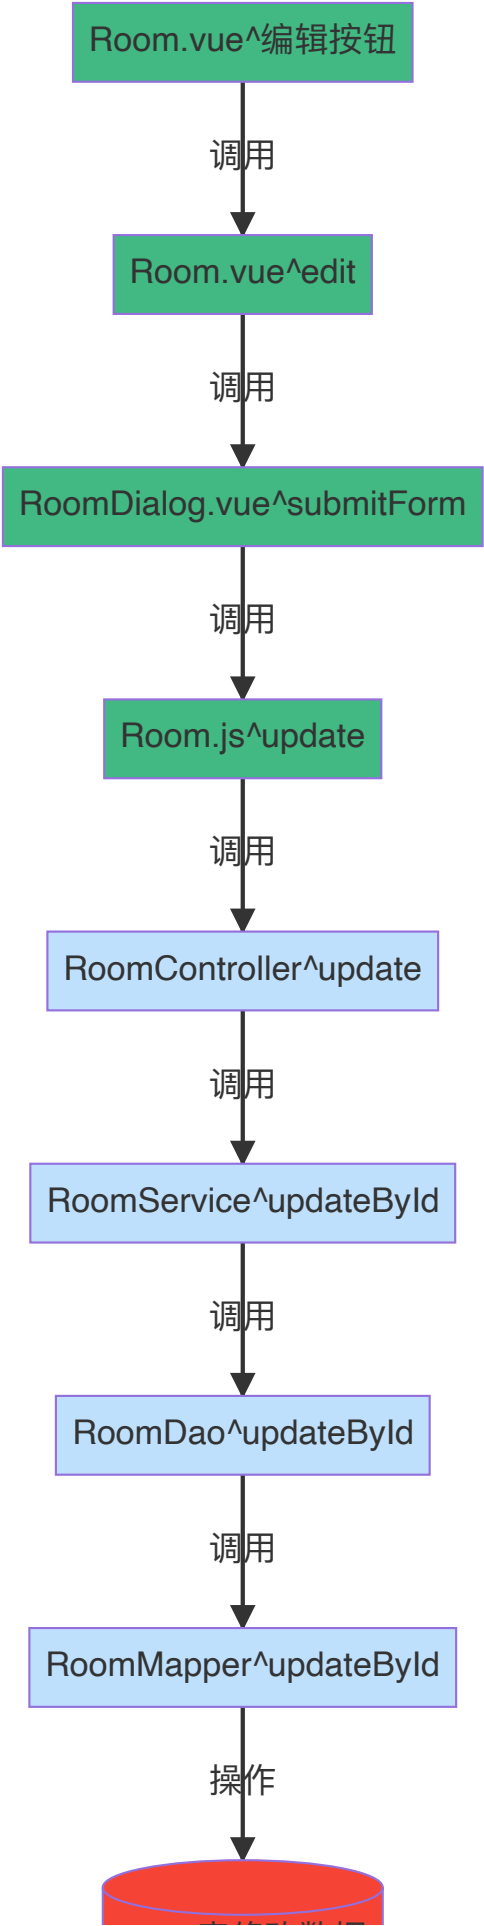 Room.vue^编辑按钮
调用
Room.vue^edit
调用
RoomDialog.vue^submitForm
调用
Room.js^update
调用
RoomController^update
调用
RoomService^updateById
调用
RoomDao^updateById
调用
RoomMapper^updateById
操作